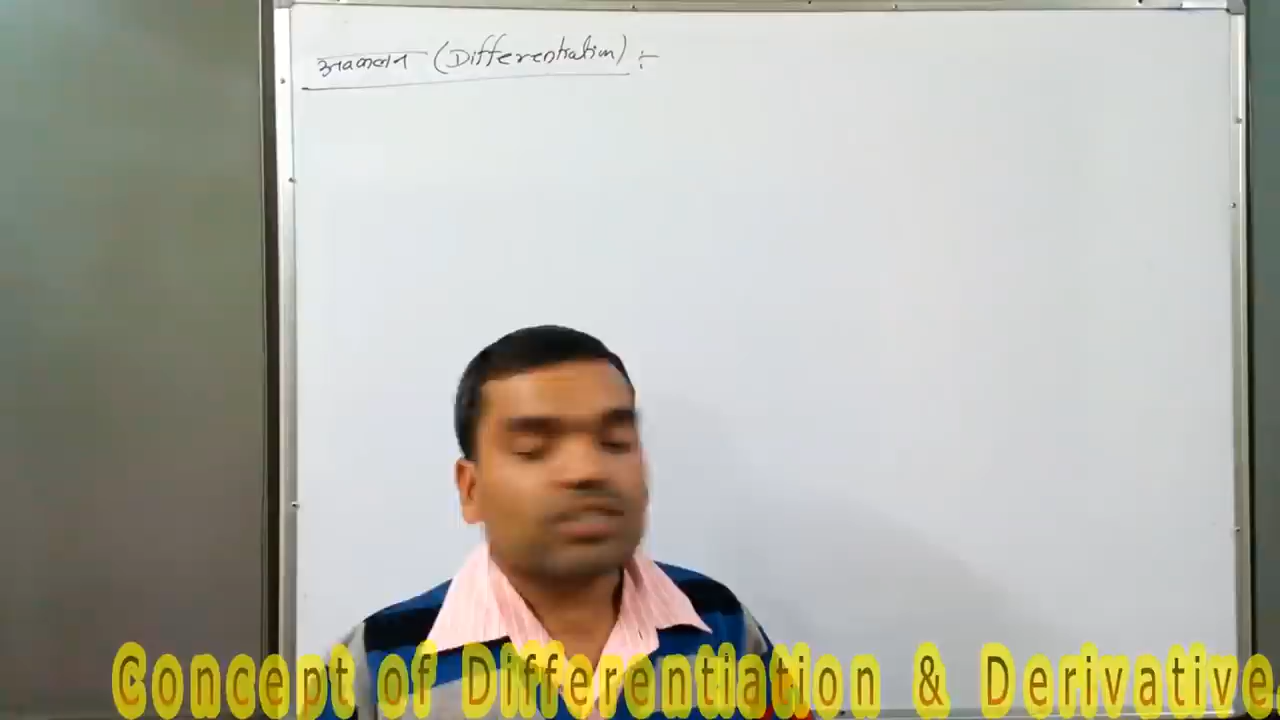 अवकलन (Differentiation) :-
Concept of Differentiation & Derivative